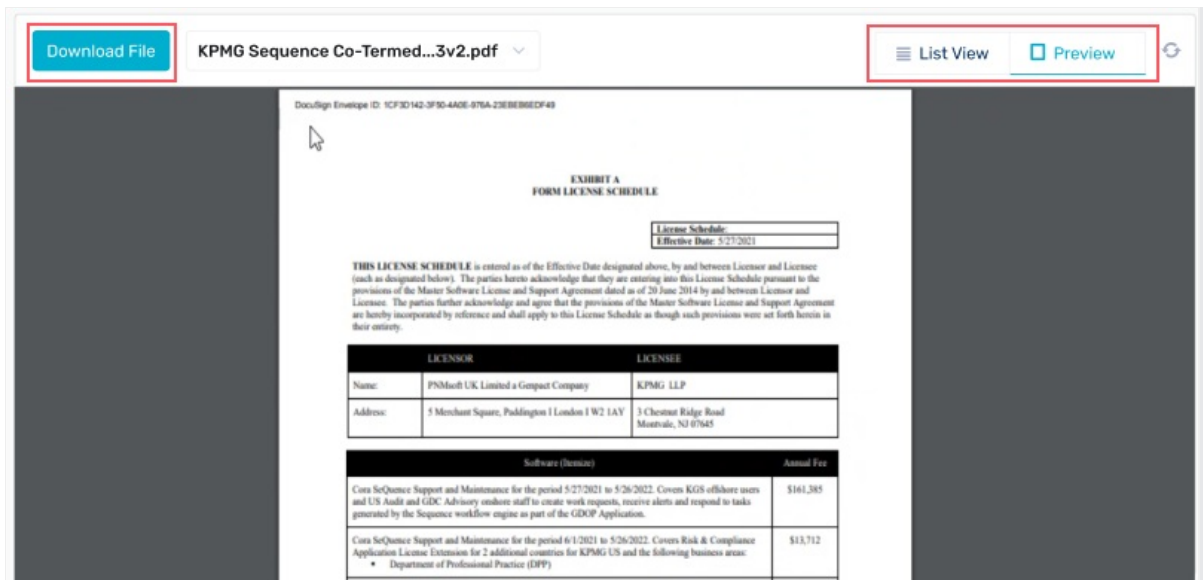 Download File
KPMG Sequence Co-Termed...3v2.pdf
List View
Preview
DocuSign Envelope ID: 1CF3D142-3F50-4A0E-976A-23EBEB6EDF49
EXHIBIT A
FORM LICENSE SCHEDULE
License Schedule:
Effective Date: 5/27/2021
THIS LICENSE SCHEDULE is entered as of the Effective Date designated above, by and between Licensor and Licensee
(each as designated below). The parties hereto acknowledge that they are entering into this License Schedule pursuant to the
provisions of the Master Software License and Support Agreement dated as of 20 June 2014 by and between Licensor and
Licensee. The parties further acknowledge and agree that the provisions of the Master Software License and Support Agreement
are hereby incorporated by reference and shall apply to this License Schedule as though such provisions were set forth herein in
their entirety.
LICENSOR LICENSEE
Name: PNMsoft UK Limited a Genpact Company KPMG LLP
Address: 5 Merchant Square, Paddington I London I W2 1AY 3 Chestnut Ridge Road
Montvale, NJ 07645
Software (Itemize) Annual Fee
Cora SeQuence Support and Maintenance for the period 5/27/2021 to 5/26/2022. Covers KGS offshore users $161,385
and US Audit and GDC Advisory onshore staff to create work requests, receive alerts and respond to tasks
generated by the Sequence workflow engine as part of the GDOP Application.
Cora SeQuence Support and Maintenance for the period 6/1/2021 to 5/26/2022. Covers Risk & Compliance $13,712
Application License Extension for 2 additional countries for KPMG US and the following business areas:
• Department of Professional Practice (DPP)